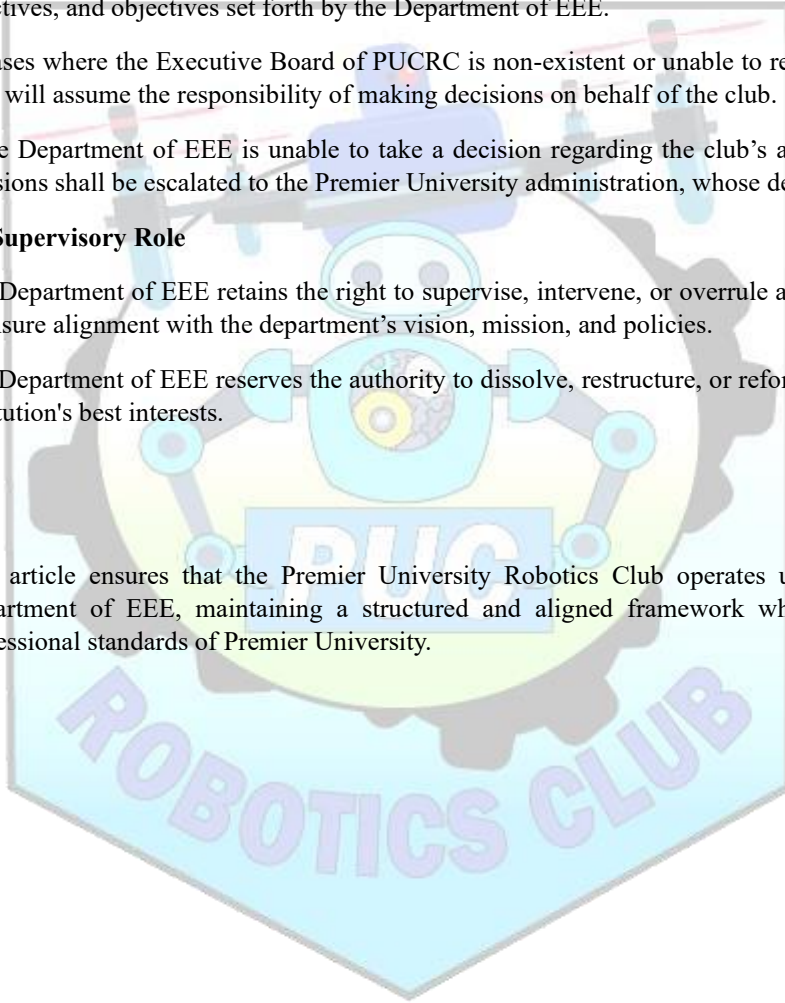 ctives, and objectives set forth by the Department of EEE.
ases where the Executive Board of PUCRC is non-existent or unable to re
will assume the responsibility of making decisions on behalf of the club.
e Department of EEE is unable to take a decision regarding the club's a
sions shall be escalated to the Premier University administration, whose de
Supervisory Role
Department of EEE retains the right to supervise, intervene, or overrule a
nsure alignment with the department's vision, mission, and policies.
Department of EEE reserves the authority to dissolve, restructure, or refor
tution's best interests.
PUC
article ensures that the Premier University Robotics Club operates u
artment of EEE, maintaining a structured and aligned framework wh
essional standards of Premier University.
ROBOTICS CLUB